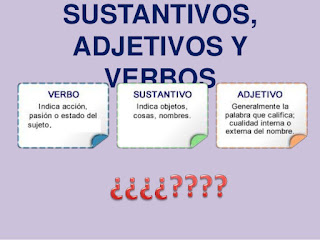 SUSTANTIVOS,
ADJETIVOS Y
VERBOS
VERBO
Indica acción,
pasión o estado del
sujeto.
SUSTANTIVO
Indica objetos,
cosas, nombres.
ADJETIVO
Generalmente la
palabra que califica;
cualidad interna o
externa del nombre.
¿¿¿¿????